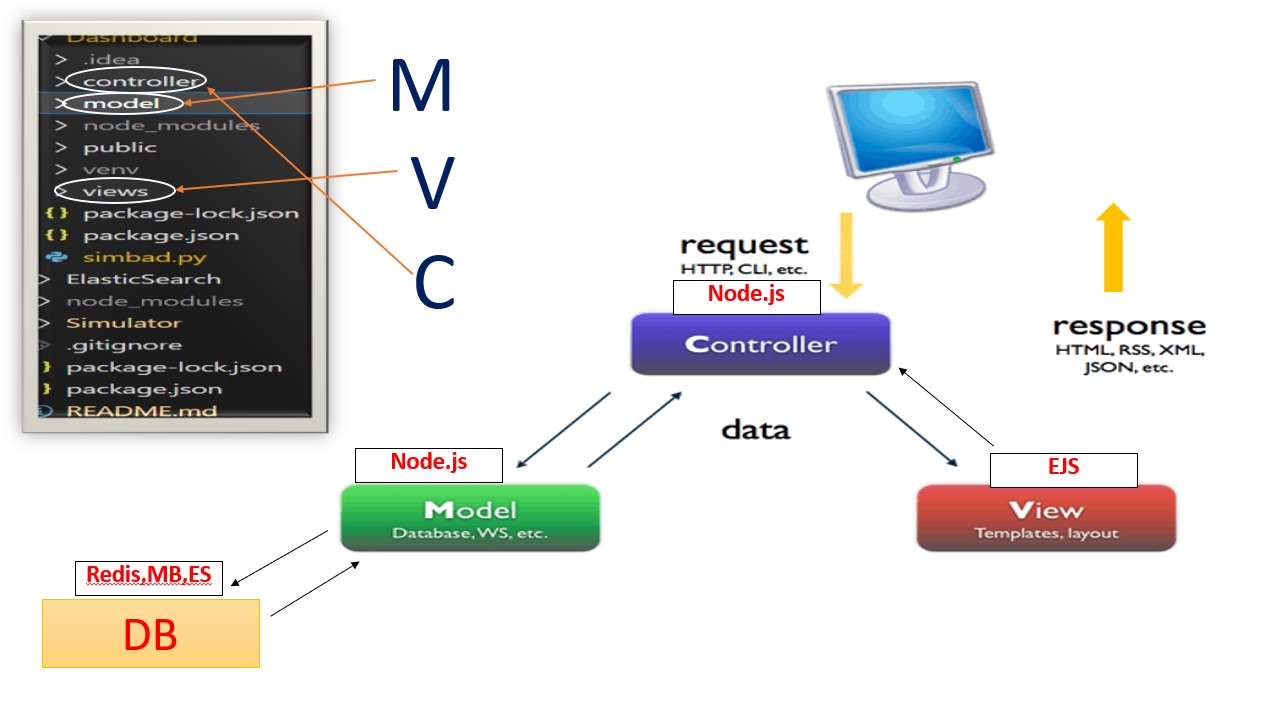 Dashboard
> .idea
> controller
> model
> node_modules
> public
> venv
> views
{ } package-lock.json
{ } package.json
simbad.py
> ElasticSearch
> node_modules
> Simulator
> .gitignore
} package-lock.json
} package.json
README.md
M
V
C
request
HTTP, CLI, etc.
Node.js
Controller
response
HTML, RSS, XML,
JSON, etc.
data
Node.js
Model
Database, WS, etc.
EJS
View
Templates, layout
Redis,MB,ES
DB